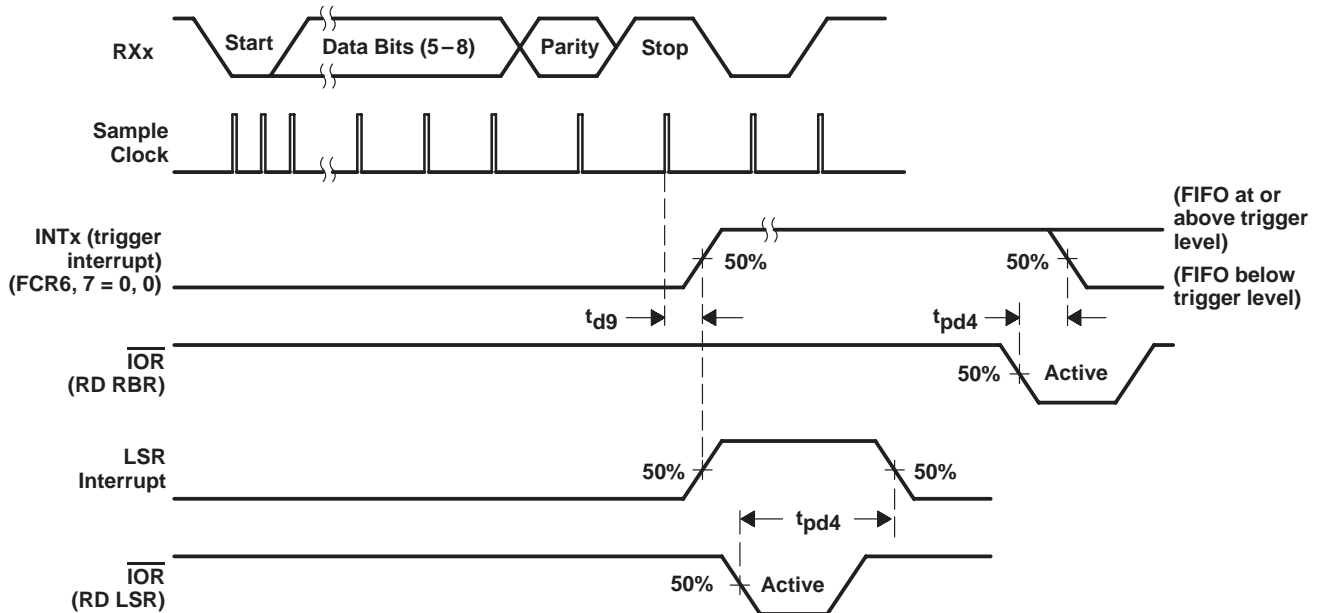 RXx
Start
Data Bits (5–8)
Parity
Stop
Sample
Clock
INTx (trigger
interrupt)
(FCR6, 7 = 0, 0)
50%
50%
(FIFO at or
above trigger
level)
(FIFO below
trigger level)
td9
tpd4
IOR
(RD RBR)
50%
Active
LSR
Interrupt
50%
50%
tpd4
IOR
(RD LSR)
50%
Active